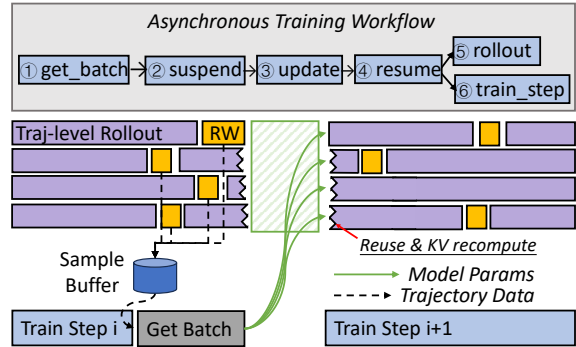 Asynchronous Training Workflow
① get_batch
② suspend
③ update
④ resume
⑤ rollout
⑥ train_step
Traj-level Rollout
RW
Reuse & KV recompute
Sample
Buffer
Model Params
Trajectory Data
Train Step i
Get Batch
Train Step i+1